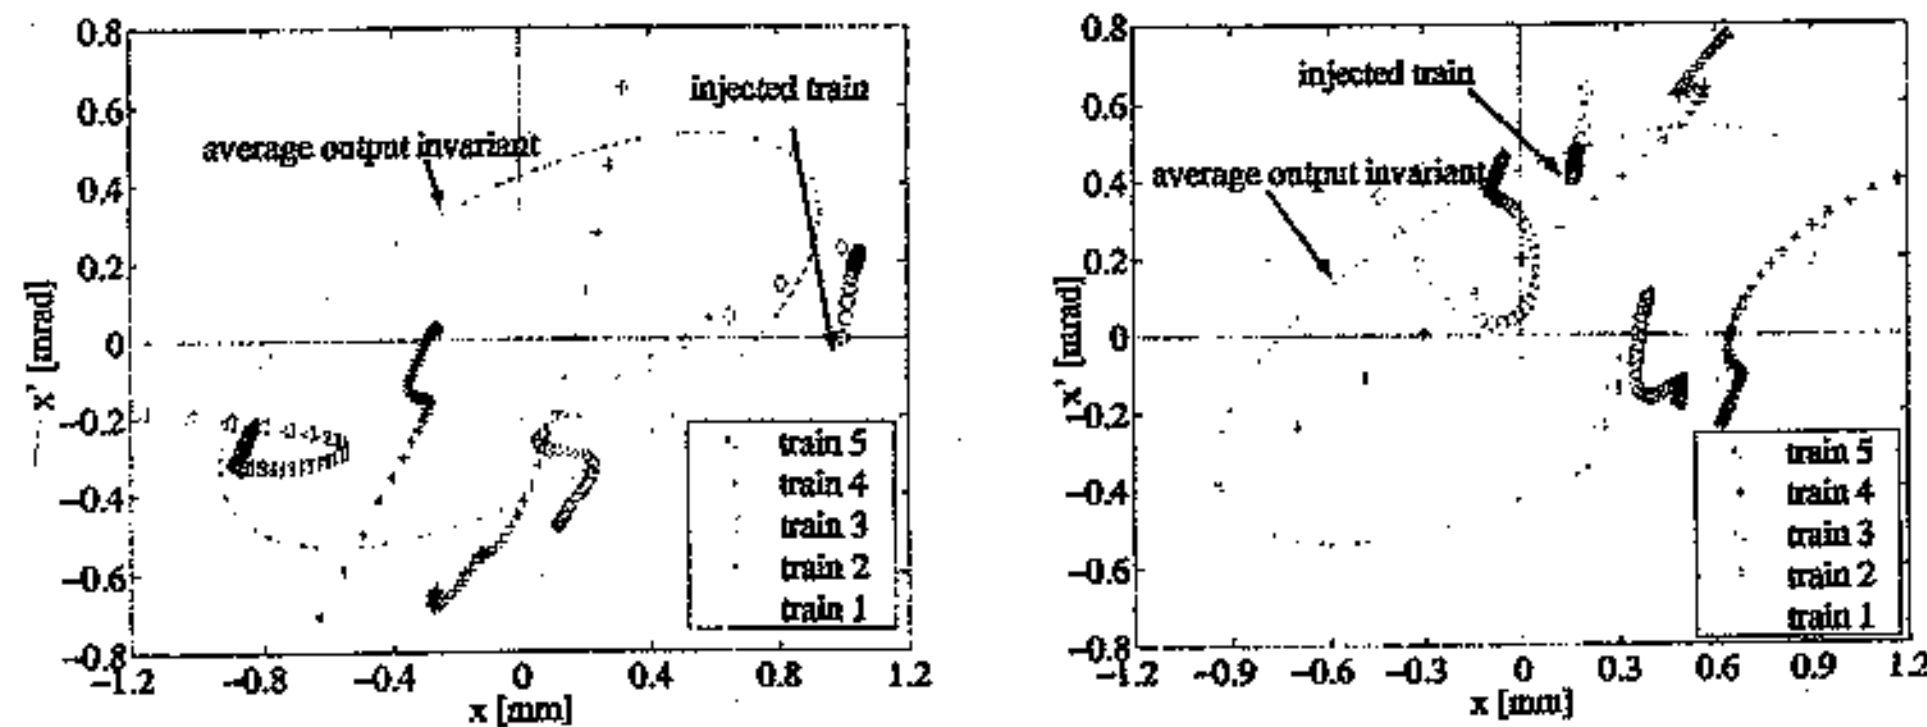 0.8
0.6
0.4
0.2
0
−0.2
−0.4
−0.6
−0.8
x' [mrad]
injected train
average output invariant
train 5
train 4
train 3
train 2
train 1
−1.2 −0.8 −0.4 0 0.4 0.8 1.2
x [mm]
0.8
0.6
0.4
0.2
0
−0.2
−0.4
−0.6
−0.8
x' [mrad]
injected train
average output invariant
train 5
train 4
train 3
train 2
train 1
−1.2 −0.9 −0.6 −0.3 0 0.3 0.6 0.9 1.2
x [mm]